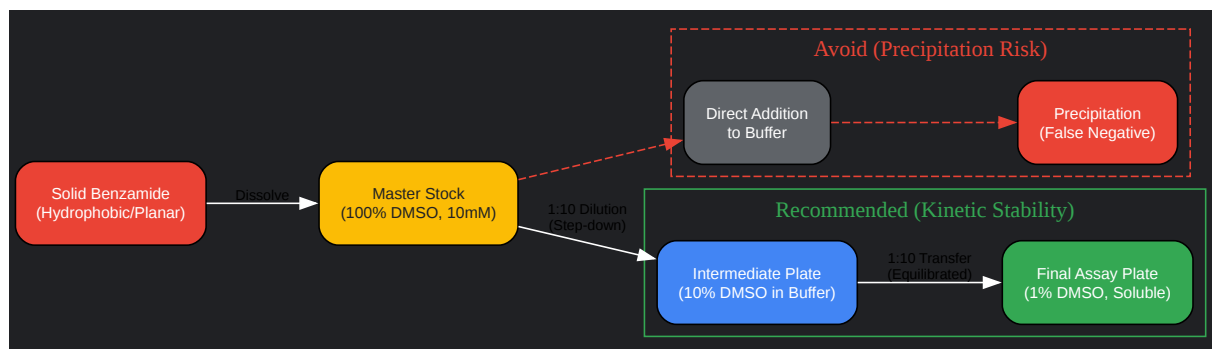 Avoid (Precipitation Risk)
Direct Addition
to Buffer
Precipitation
(False Negative)
Solid Benzamide
(Hydrophobic/Planar)
Dissolve
Master Stock
(100% DMSO, 10mM)
1:10 Dilution
(Step-down)
Recommended (Kinetic Stability)
Intermediate Plate
(10% DMSO in Buffer)
1:10 Transfer
(Equilibrated)
Final Assay Plate
(1% DMSO, Soluble)